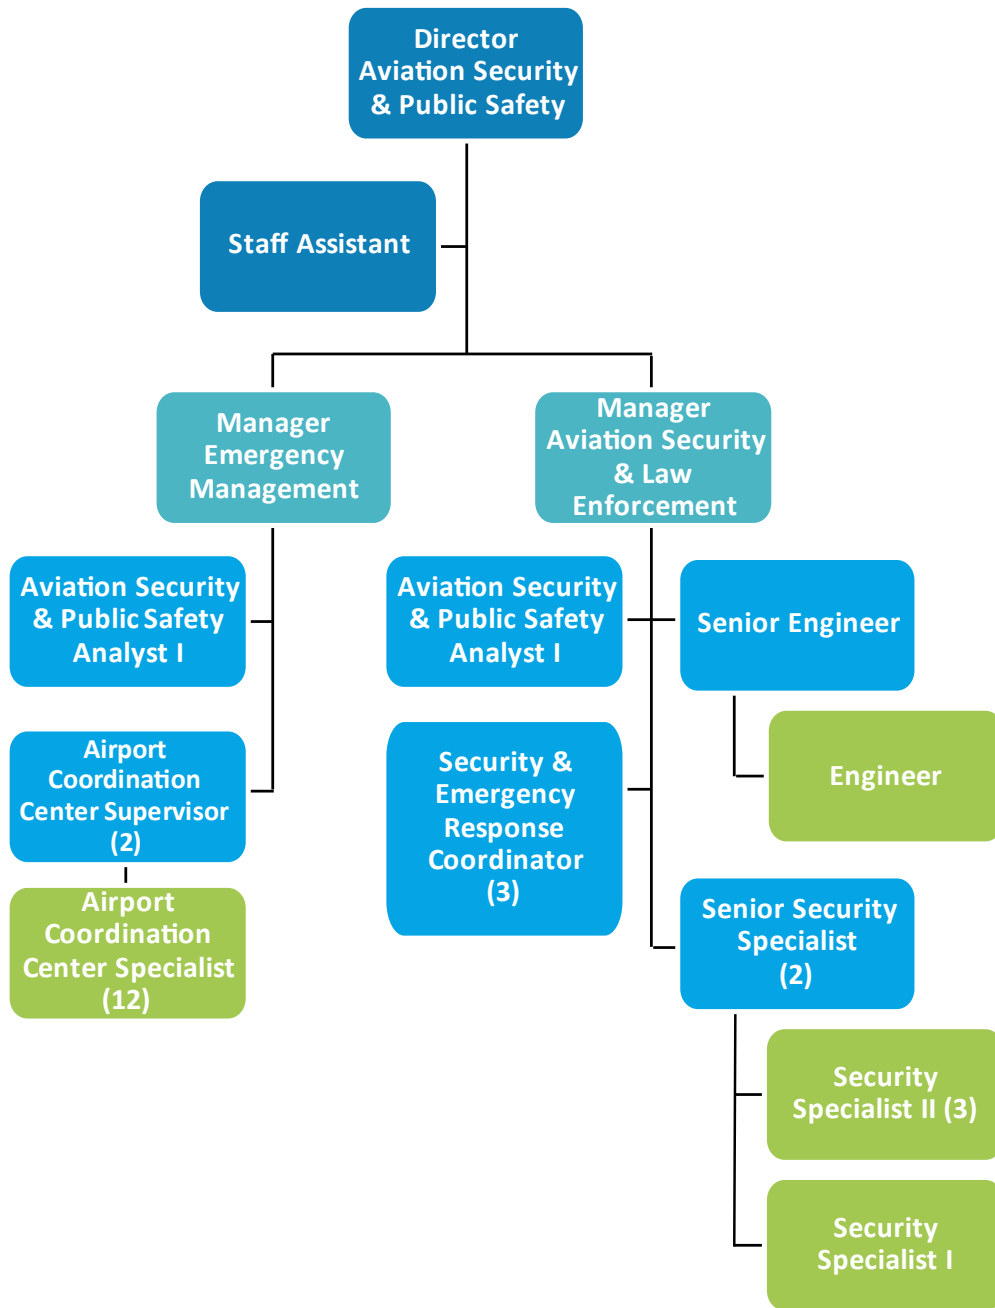 Director
Aviation Security
& Public Safety
Staff Assistant
Manager
Emergency
Management
Manager
Aviation Security
& Law
Enforcement
Aviation Security
& Public Safety
Analyst I
Aviation Security
& Public Safety
Analyst I
Senior Engineer
Airport
Coordination
Center Supervisor
(2)
Security &
Emergency
Response
Coordinator
(3)
Engineer
Airport
Coordination
Center Specialist
(12)
Senior Security
Specialist
(2)
Security
Specialist II (3)
Security
Specialist I